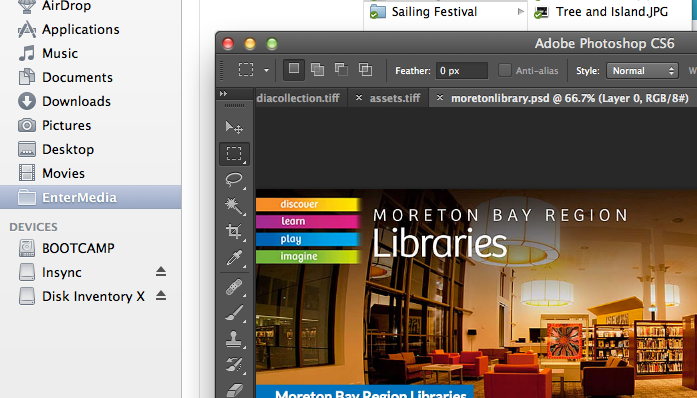 AirDrop
Applications
Music
Documents
Downloads
Pictures
Desktop
Movies
EnterMedia
DEVICES
BOOTCAMP
Insync
Disk Inventory X
Sailing Festival
Tree and Island.JPG
Adobe Photoshop CS6
Feather: 0 px Anti-alias Style: Normal W
diacollection.tiff × assets.tiff × moretonlibrary.psd @ 66.7% (Layer 0, RGB/8#)
discover
learn
play
imagine
MORETON BAY REGION
Libraries
Moreton Bay Region Libraries